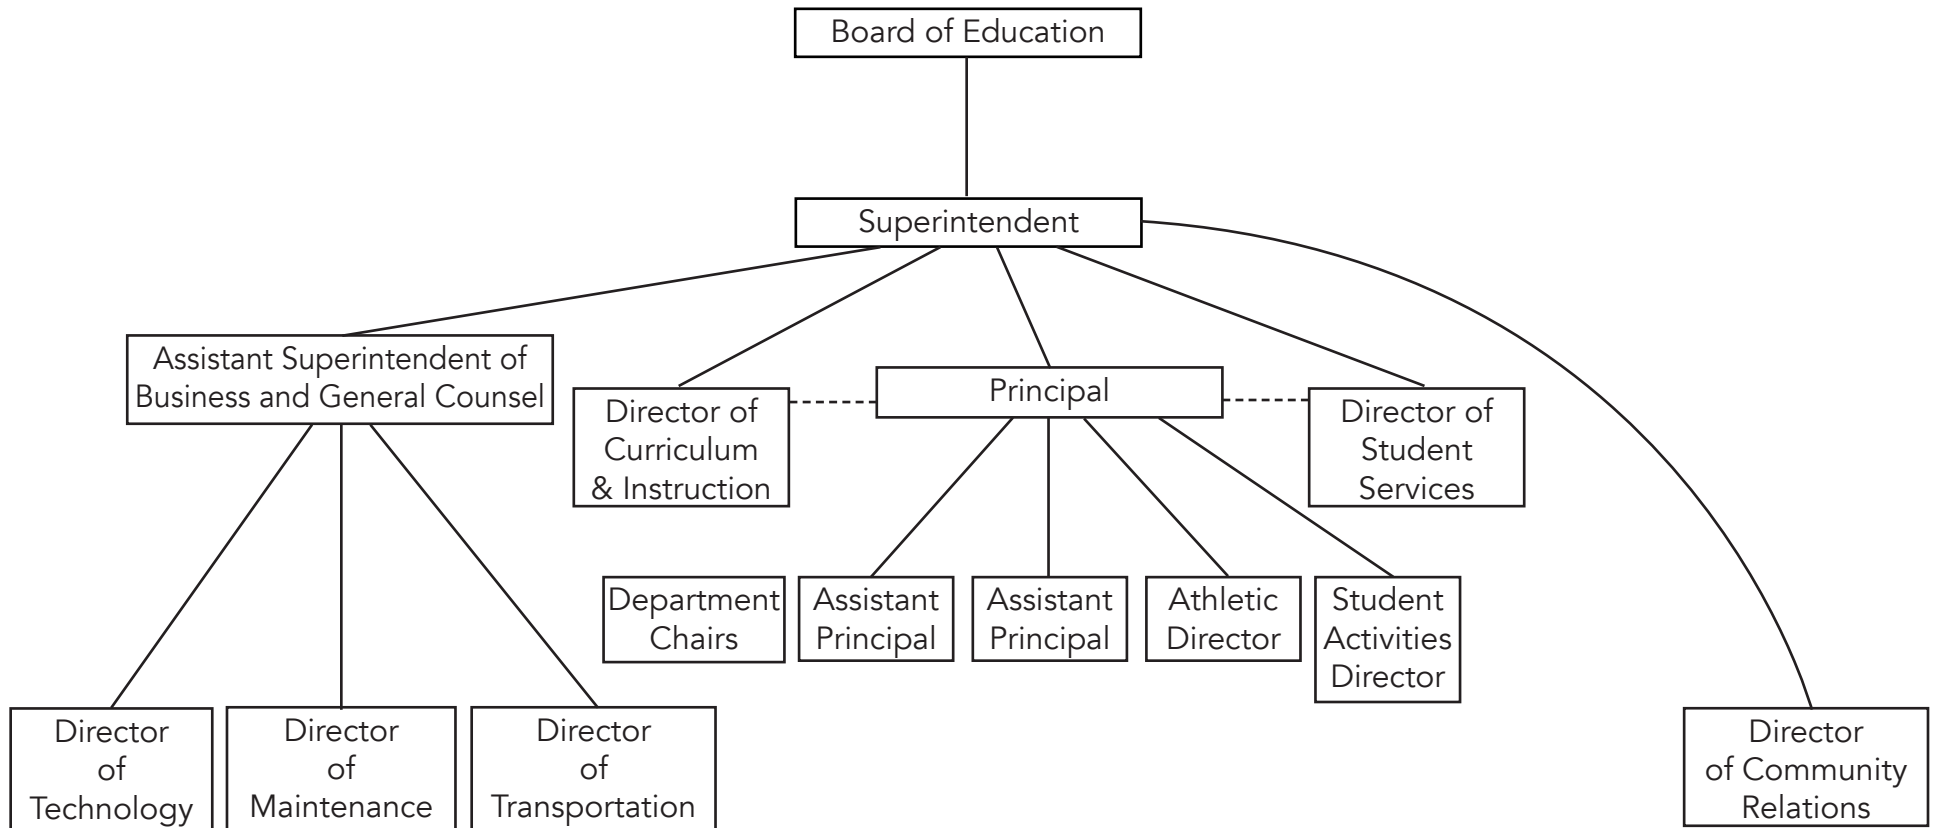 Board of Education
Superintendent
Assistant Superintendent of
Business and General Counsel
Director of
Curriculum
& Instruction
Principal
Director of
Student
Services
Department
Chairs
Assistant
Principal
Assistant
Principal
Athletic
Director
Student
Activities
Director
Director
of
Technology
Director
of
Maintenance
Director
of
Transportation
Director
of Community
Relations